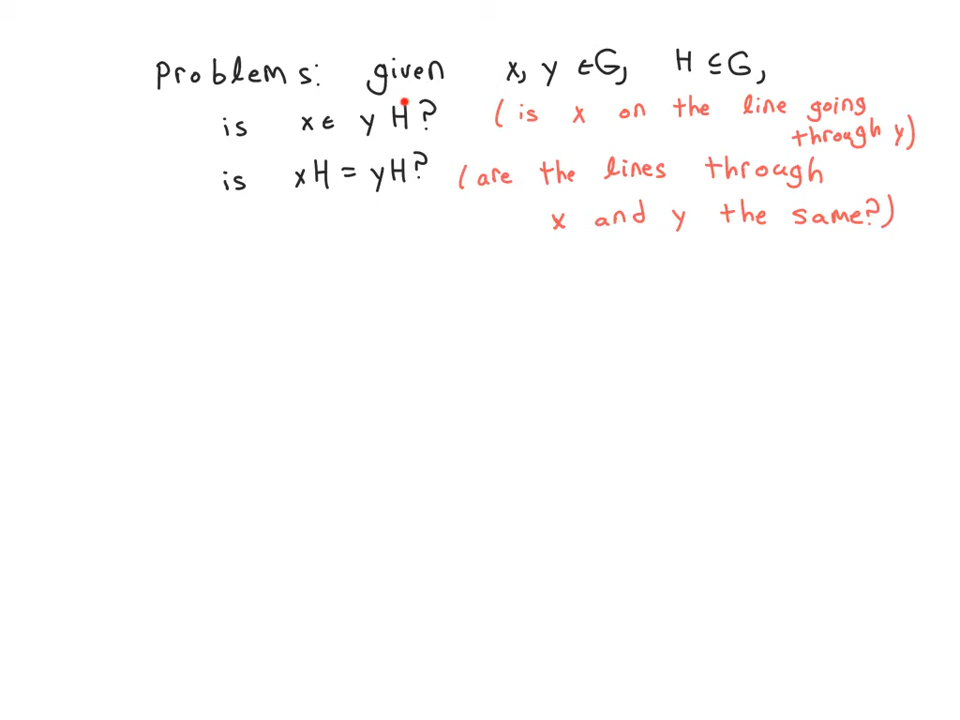 Problems: given x, y ∈ G, H ⊆ G,
is x ∈ y H? (is x on the line going through y)
is xH = yH? (are the lines through
x and y the same?)